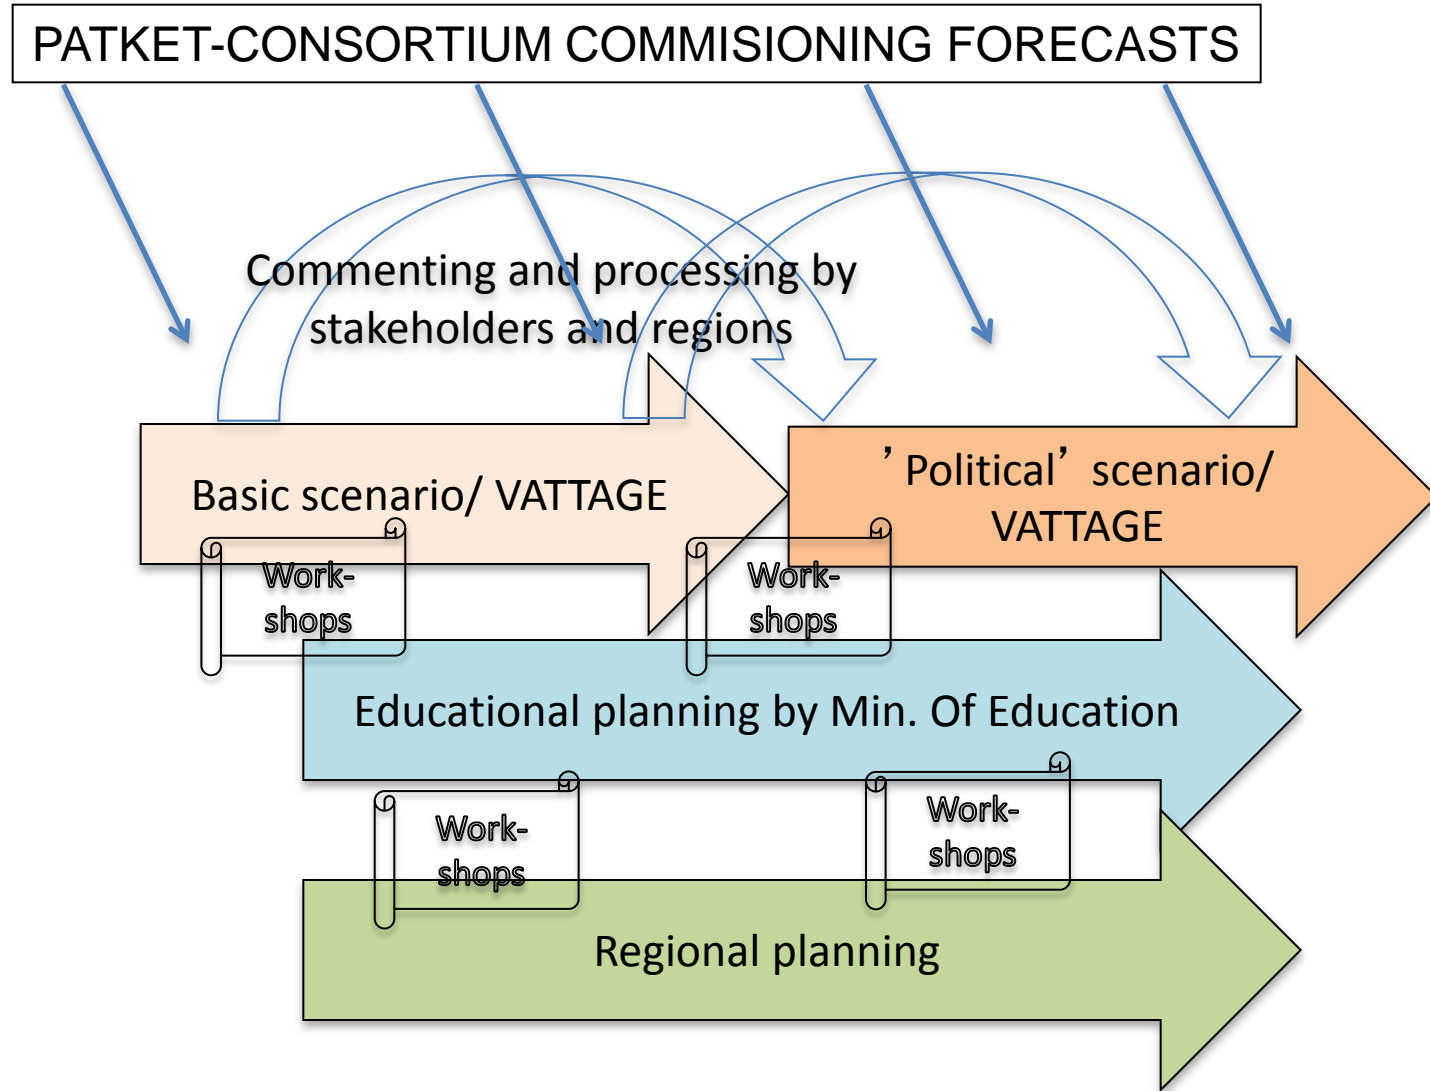 PATKET-CONSORTIUM COMMISIONING FORECASTS
Commenting and processing by
stakeholders and regions
Basic scenario/ VATTAGE
’Political’ scenario/
VATTAGE
Work-
shops
Work-
shops
Educational planning by Min. Of Education
Work-
shops
Work-
shops
Regional planning